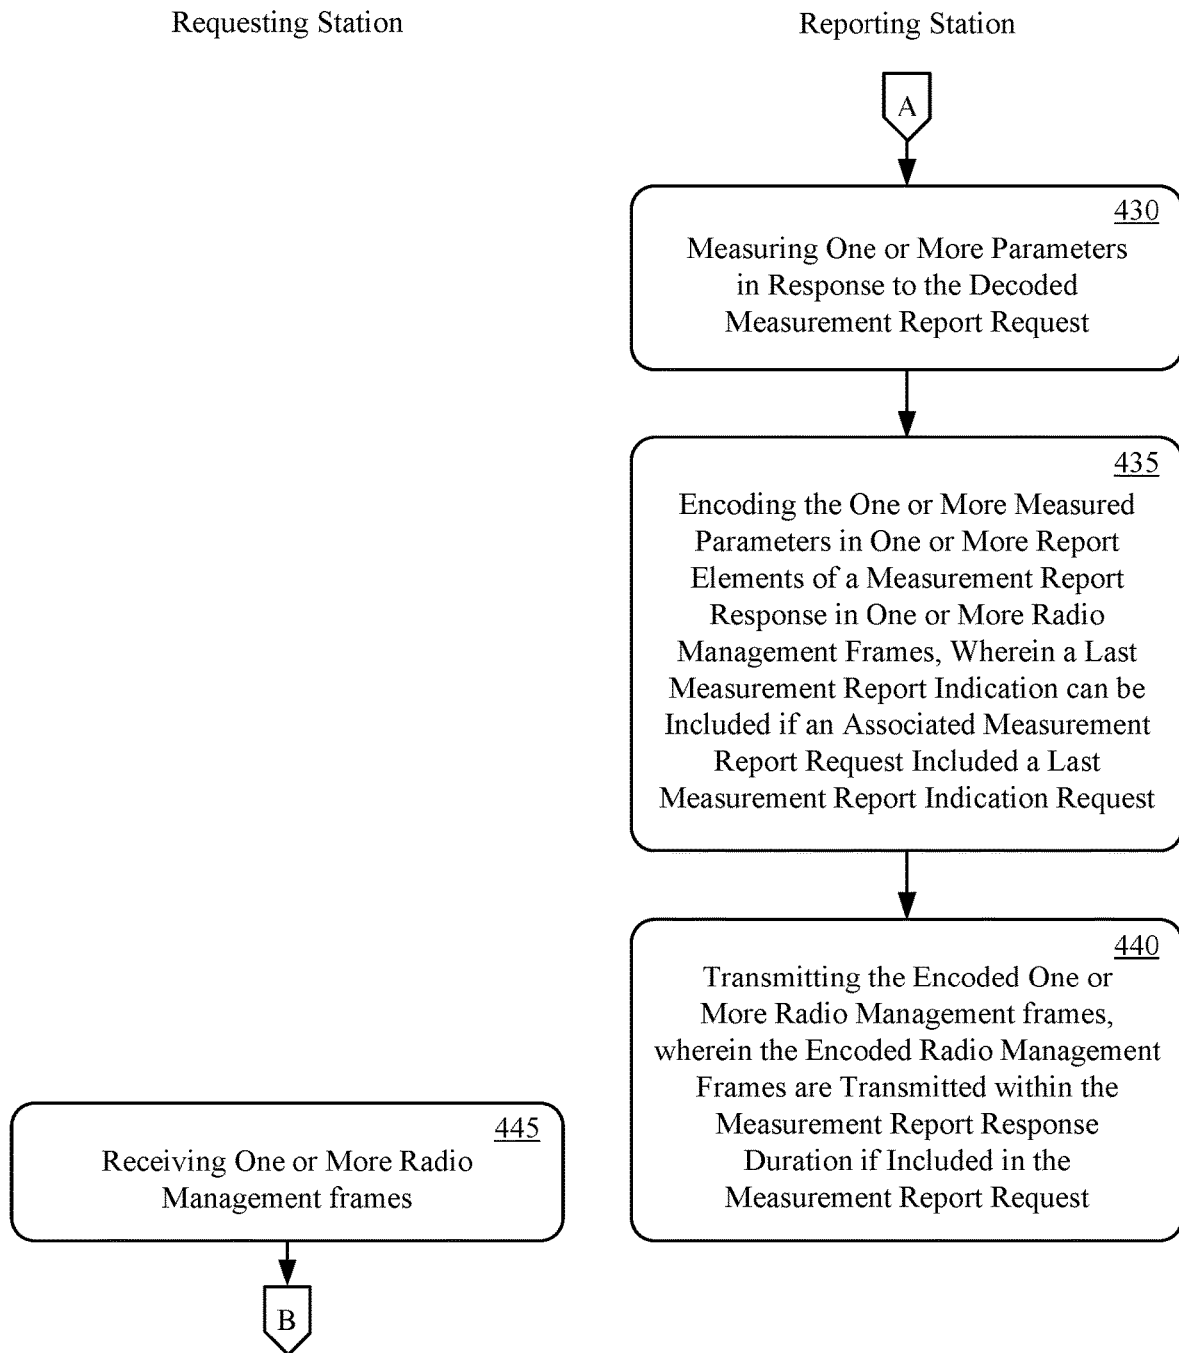 Requesting Station
Reporting Station
A
430
Measuring One or More Parameters
in Response to the Decoded
Measurement Report Request
435
Encoding the One or More Measured
Parameters in One or More Report
Elements of a Measurement Report
Response in One or More Radio
Management Frames, Wherein a Last
Measurement Report Indication can be
Included if an Associated Measurement
Report Request Included a Last
Measurement Report Indication Request
440
Transmitting the Encoded One or
More Radio Management frames,
wherein the Encoded Radio Management
Frames are Transmitted within the
Measurement Report Response
Duration if Included in the
Measurement Report Request
445
Receiving One or More Radio
Management frames
B